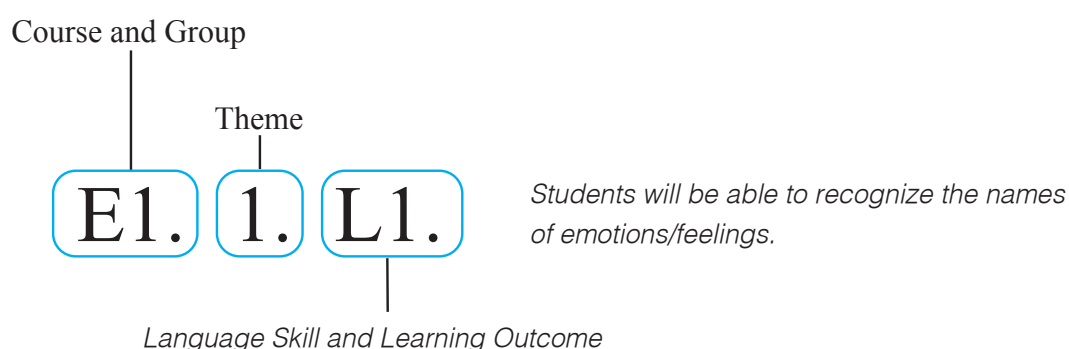 Course and Group
Theme
E1. 1. L1.
Students will be able to recognize the names
of emotions/feelings.
Language Skill and Learning Outcome